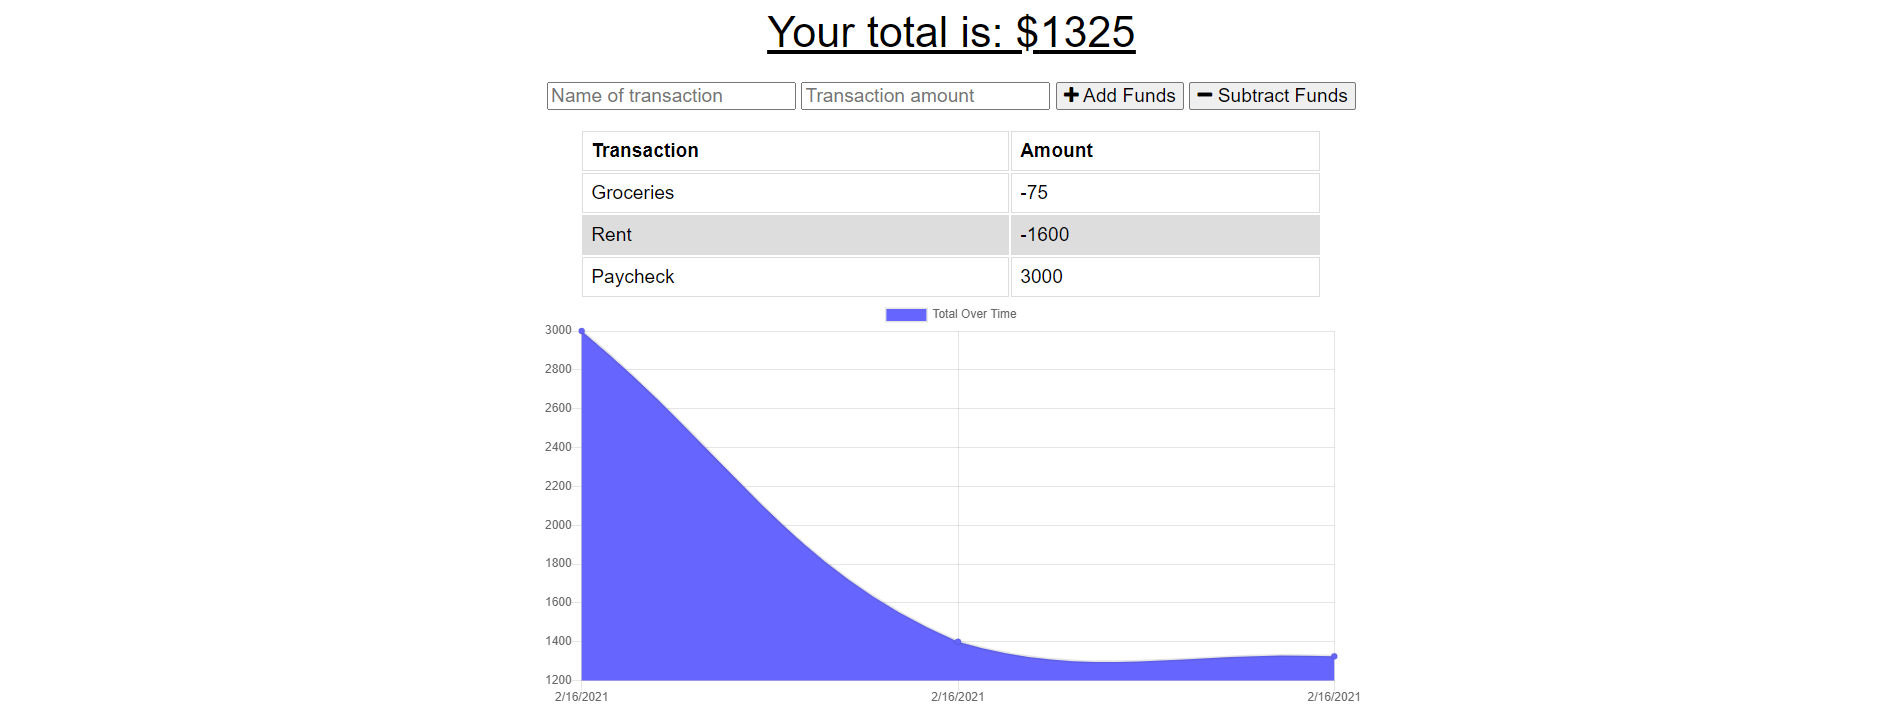 Your total is: $1325
Name of transaction Transaction amount Add Funds Subtract Funds
Transaction Amount
Groceries -75
Rent -1600
Paycheck 3000
Total Over Time
3000
2800
2600
2400
2200
2000
1800
1600
1400
1200
2/16/2021 2/16/2021 2/16/2021